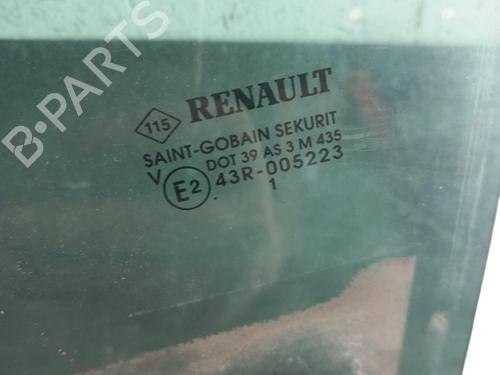 B-PARTS
115 RENAULT
SAINT-GOBAIN SEKURIT
V DOT 39 AS 3 M 435
E2 43R-005223
. 1